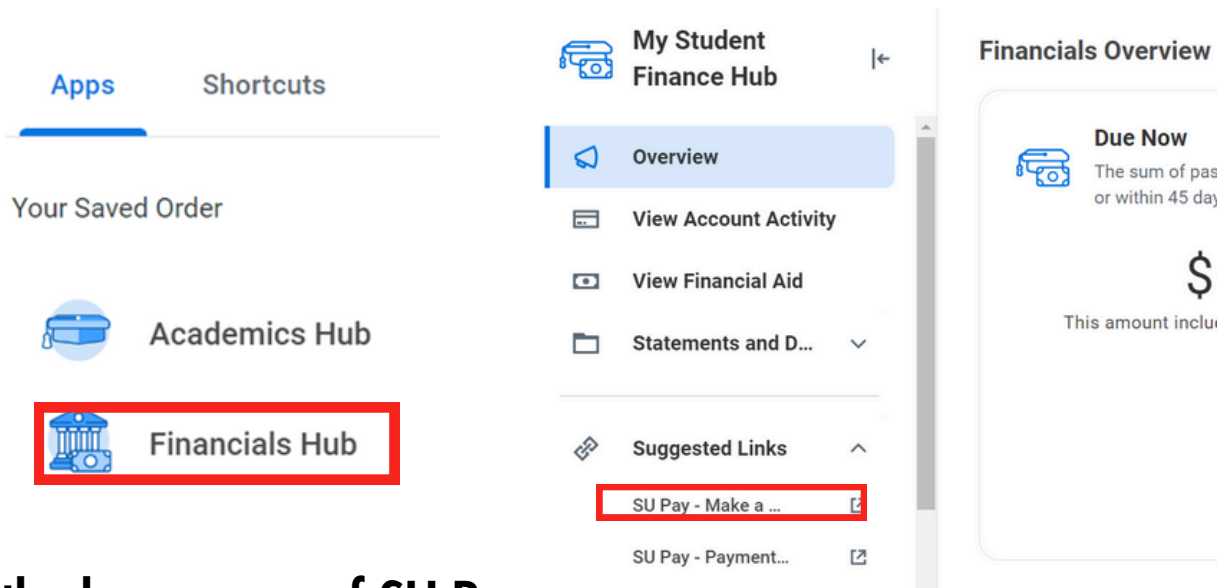 Apps Shortcuts
Your Saved Order
Academics Hub
Financials Hub
My Student
Finance Hub
Overview
View Account Activity
View Financial Aid
Statements and D...
Suggested Links
SU Pay - Make a ...
SU Pay - Payment...
Financials Overview
Due Now
The sum of pas
or within 45 day
$
This amount inclu
of SU P